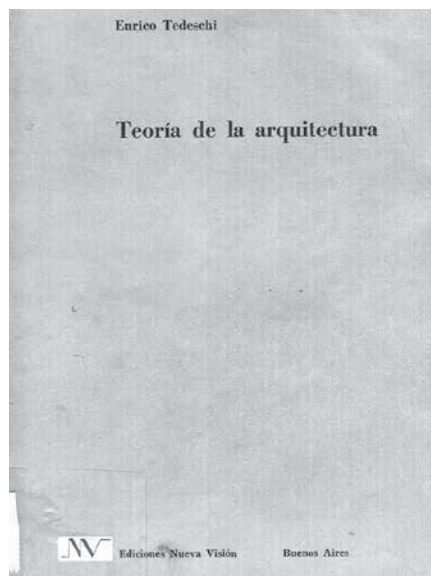 Enrico Tedeschi
Teoría de la arquitectura
NV Ediciones Nueva Visión Buenos Aires